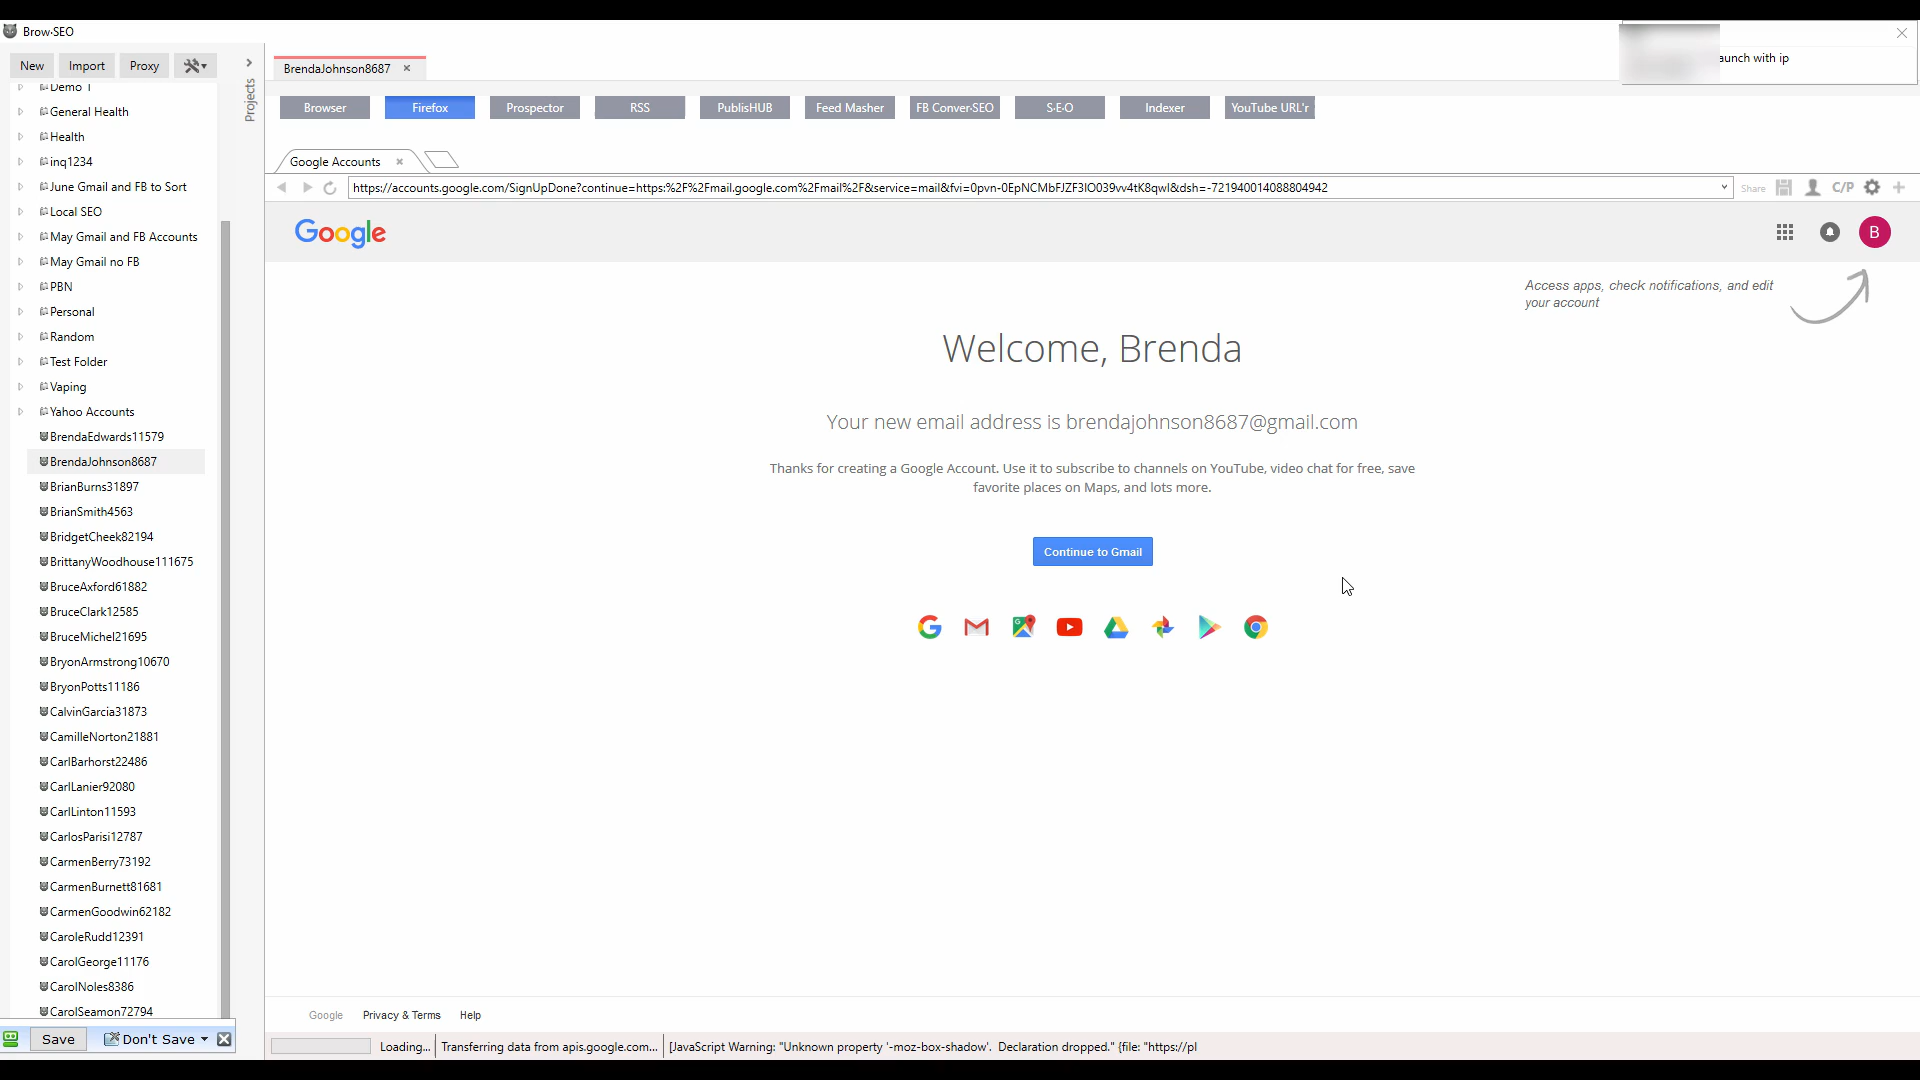 Brow·SEO
New
Import
Proxy
Projects
BrendaJohnson8687
aunch with ip
Browser
Firefox
Prospector
RSS
PublisHUB
Feed Masher
FB Conver·SEO
S·E·O
Indexer
YouTube URL'r
Google Accounts
https://accounts.google.com/SignUpDone?continue=https:%2F%2Fmail.google.com%2Fmail%2F&service=mail&fvi=0pvn-0EpNCMbFJZF3IO039vv4tK8qwI&dsh=-721940014088804942
Share
C/P
Demo 1
General Health
Health
inq1234
June Gmail and FB to Sort
Local SEO
May Gmail and FB Accounts
May Gmail no FB
PBN
Personal
Random
Test Folder
Vaping
Yahoo Accounts
BrendaEdwards11579
BrendaJohnson8687
BrianBurns31897
BrianSmith4563
BridgetCheek82194
BrittanyWoodhouse111675
BruceAxford61882
BruceClark12585
BruceMichel21695
BryonArmstrong10670
BryonPotts11186
CalvinGarcia31873
CamilleNorton21881
CarlBarhorst22486
CarlLanier92080
CarlLinton11593
CarlosParisi12787
CarmenBerry73192
CarmenBurnett81681
CarmenGoodwin62182
CaroleRudd12391
CarolGeorge11176
CarolNoles8386
CarolSeamon72794
Save
Don't Save
Google
B
Access apps, check notifications, and edit
your account
Welcome, Brenda
Your new email address is brendajohnson8687@gmail.com
Thanks for creating a Google Account. Use it to subscribe to channels on YouTube, video chat for free, save
favorite places on Maps, and lots more.
Continue to Gmail
Google
Privacy & Terms
Help
Loading...
Transferring data from apis.google.com...
[JavaScript Warning: "Unknown property '-moz-box-shadow'.  Declaration dropped." {file: "https://pl